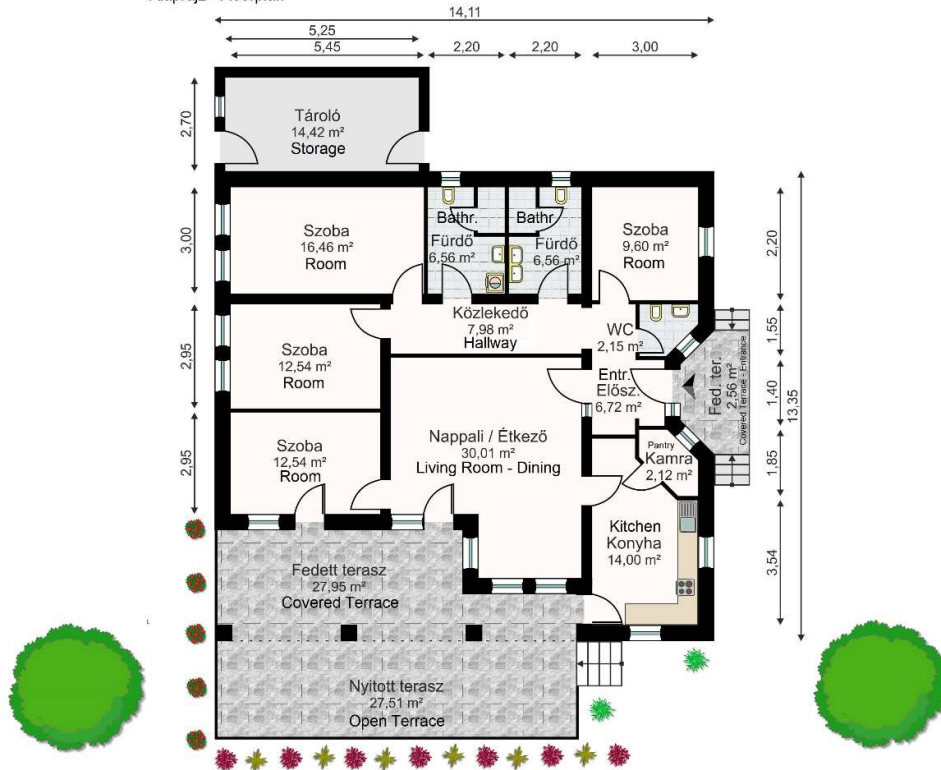 14,11
5,25
5,45
2,20
2,20
3,00
2,70
Tároló
14,42 m²
Storage
3,00
Szoba
16,46 m²
Room
Bathr.
Fürdő
6,56 m²
Bathr.
Fürdő
6,56 m²
Szoba
9,60 m²
Room
2,20
Közlekedő
7,98 m²
Hallway
WC
2,15 m²
1,55
2,95
Szoba
12,54 m²
Room
Entr.
Elősz.
6,72 m²
Fed. ter.
2,56 m²
Covered Terrace - Entrance
1,40
13,35
2,95
Szoba
12,54 m²
Room
Nappali / Étkező
30,01 m²
Living Room - Dining
Pantry
Kamra
2,12 m²
1,85
Kitchen
Konyha
14,00 m²
3,54
Fedett terasz
27,95 m²
Covered Terrace
Nyitott terasz
27,51 m²
Open Terrace